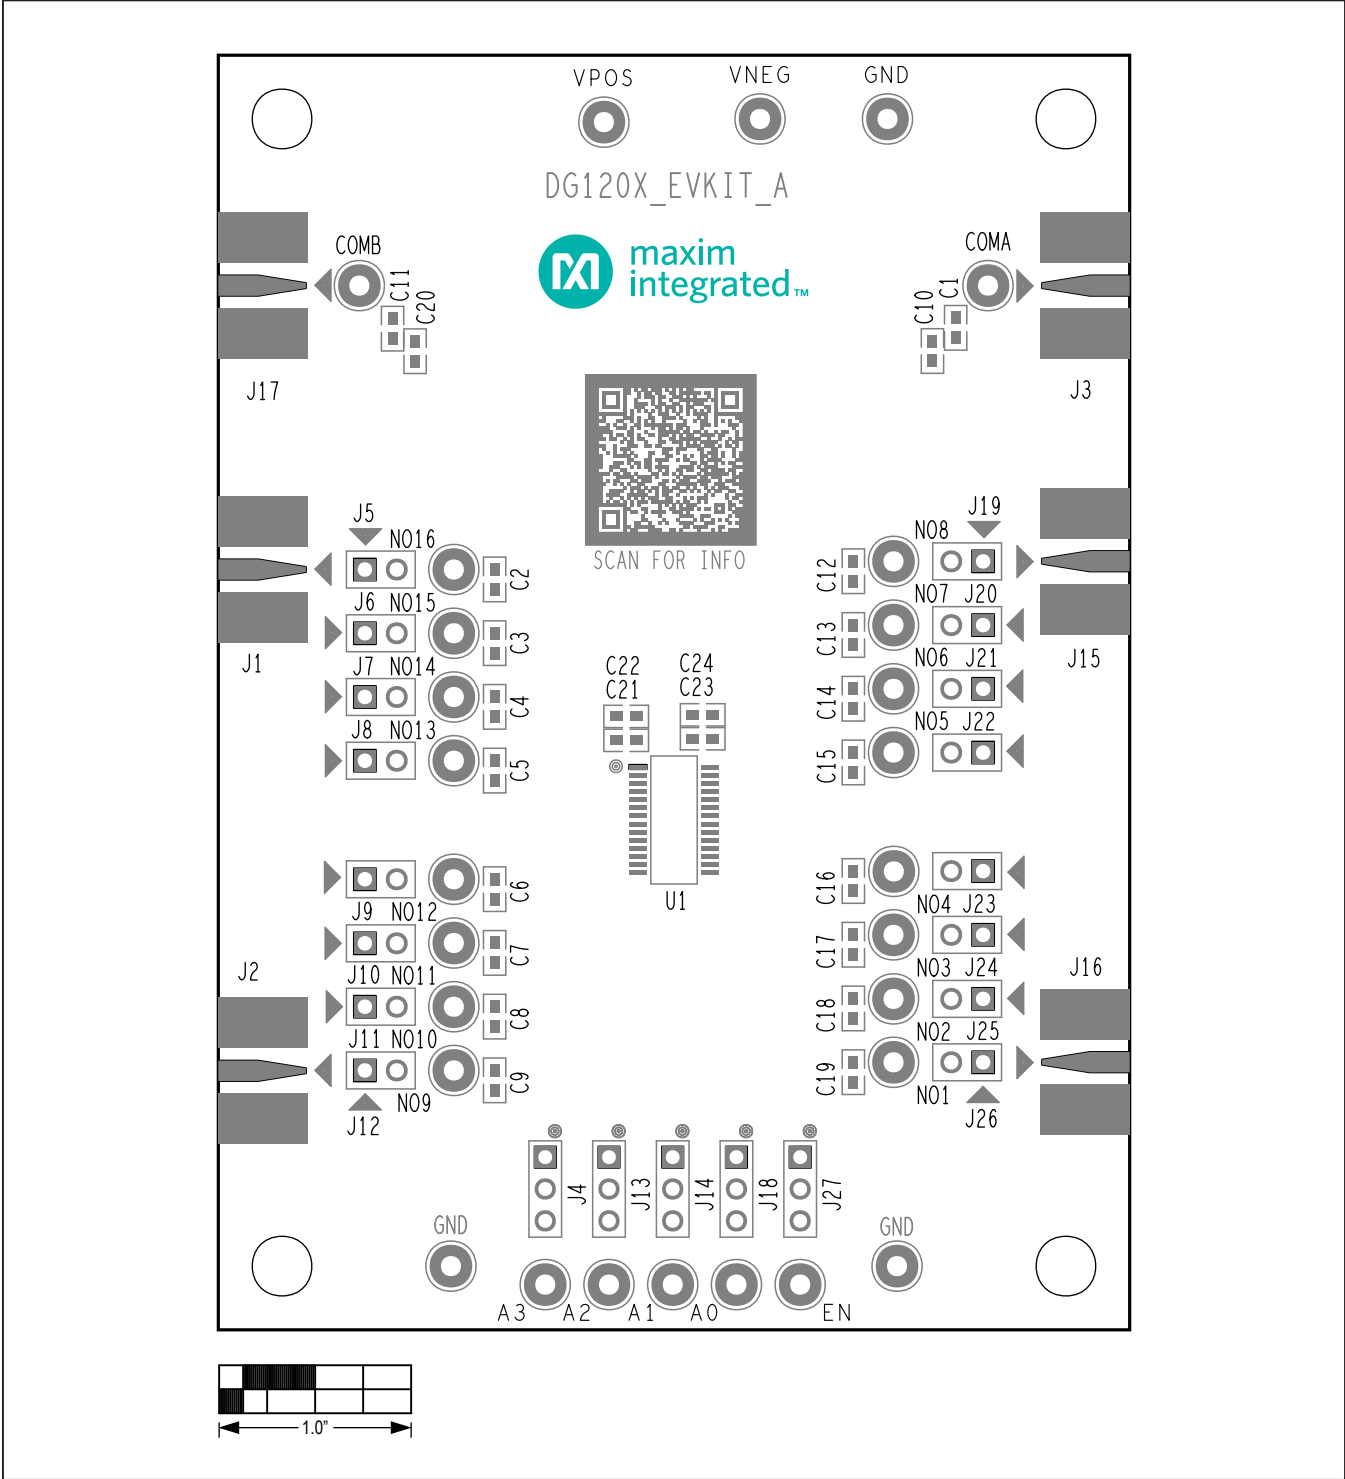 VPOS VNEG GND
DG120X_EVKIT_A
maxim
integrated™
COMB
C11
C20
COMA
C1
C10
J17
J3
SCAN FOR INFO
J5
NO16
C2
J6 NO15
C3
J1
J7 NO14
C4
J8 NO13
C5
J19
NO8
C12
NO7 J20
C13
NO6 J21
J15
C14
NO5 J22
C15
C22 C24
C21 C23
U1
C6
J9 NO12
C7
J2
J10 NO11
C8
J11 NO10
C9
NO9
J12
C16
NO4 J23
C17
NO3 J24
J16
C18
NO2 J25
C19
NO1
J26
J4
J13
J14
J18
J27
GND GND
A3 A2 A1 A0 EN
1.0"